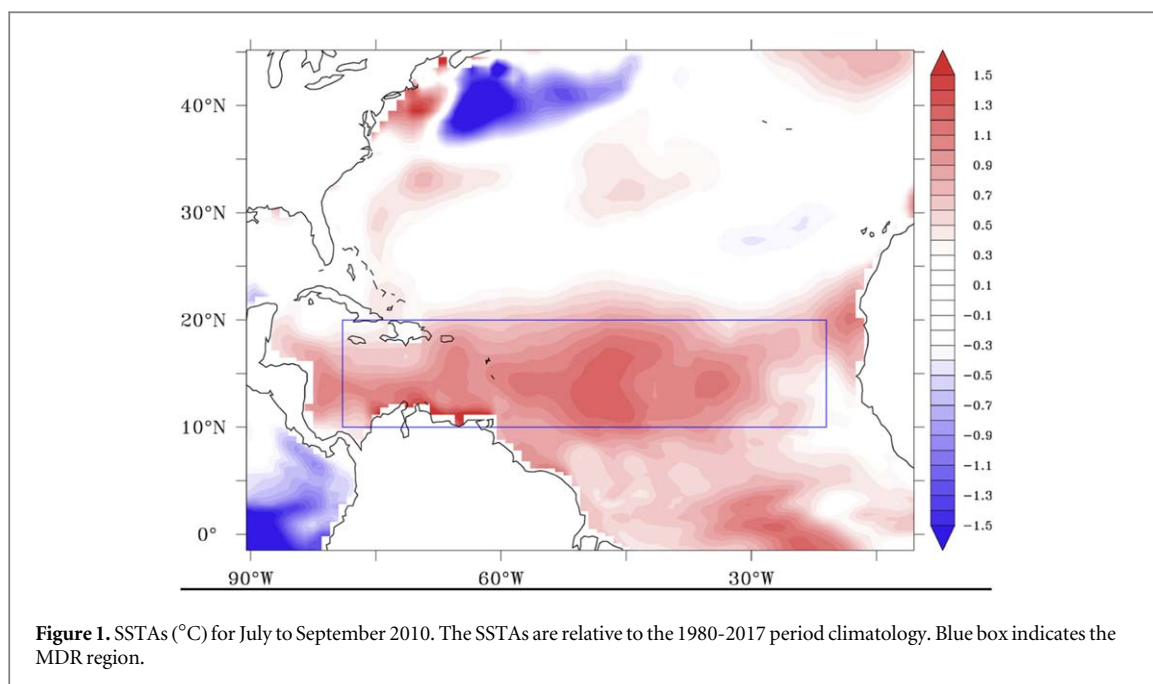 40°N
30°N
20°N
10°N
0°
90°W
60°W
30°W
1.5
1.3
1.1
0.9
0.7
0.5
0.3
0.1
−0.1
−0.3
−0.5
−0.7
−0.9
−1.1
−1.3
−1.5
Figure 1. SSTAs (°C) for July to September 2010. The SSTAs are relative to the 1980-2017 period climatology. Blue box indicates the
MDR region.